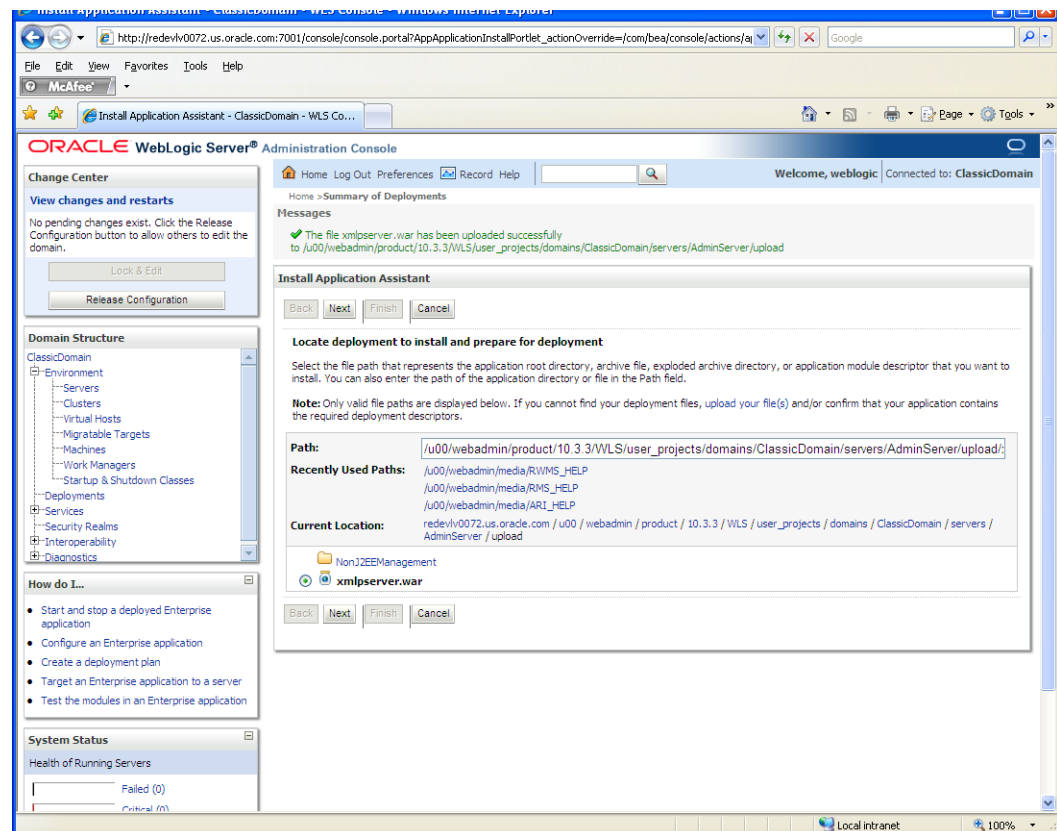 Install Application Assistant - ClassicDomain - WLS Console - Windows Internet Explorer
http://redevlv0072.us.oracle.com:7001/console/console.portal?AppApplicationInstallPortlet_actionOverride=/com/bea/console/actions/a
Google
File Edit View Favorites Tools Help
McAfee
Install Application Assistant - ClassicDomain - WLS Co...
Page Tools »
ORACLE WebLogic Server® Administration Console
Change Center
View changes and restarts
No pending changes exist. Click the Release
Configuration button to allow others to edit the
domain.
Lock & Edit
Release Configuration
Domain Structure
ClassicDomain
Environment
Servers
Clusters
Virtual Hosts
Migratable Targets
Machines
Work Managers
Startup & Shutdown Classes
Deployments
Services
Security Realms
Interoperability
Diagnostics
How do I...
Start and stop a deployed Enterprise
application
Configure an Enterprise application
Create a deployment plan
Target an Enterprise application to a server
Test the modules in an Enterprise application
System Status
Health of Running Servers
Failed (0)
Critical (0)
Home Log Out Preferences Record Help
Welcome, weblogic Connected to: ClassicDomain
Home >Summary of Deployments
Messages
The file xmlpserver.war has been uploaded successfully
to /u00/webadmin/product/10.3.3/WLS/user_projects/domains/ClassicDomain/servers/AdminServer/upload
Install Application Assistant
Back Next Finish Cancel
Locate deployment to install and prepare for deployment
Select the file path that represents the application root directory, archive file, exploded archive directory, or application module descriptor that you want to
install. You can also enter the path of the application directory or file in the Path field.
Note: Only valid file paths are displayed below. If you cannot find your deployment files, upload your file(s) and/or confirm that your application contains
the required deployment descriptors.
Path: /u00/webadmin/product/10.3.3/WLS/user_projects/domains/ClassicDomain/servers/AdminServer/upload/
Recently Used Paths: /u00/webadmin/media/RWMS_HELP
/u00/webadmin/media/RMS_HELP
/u00/webadmin/media/ARI_HELP
Current Location: redevlv0072.us.oracle.com / u00 / webadmin / product / 10.3.3 / WLS / user_projects / domains / ClassicDomain / servers /
AdminServer / upload
NonJ2EEManagement
xmlpserver.war
Back Next Finish Cancel
Local intranet 100%